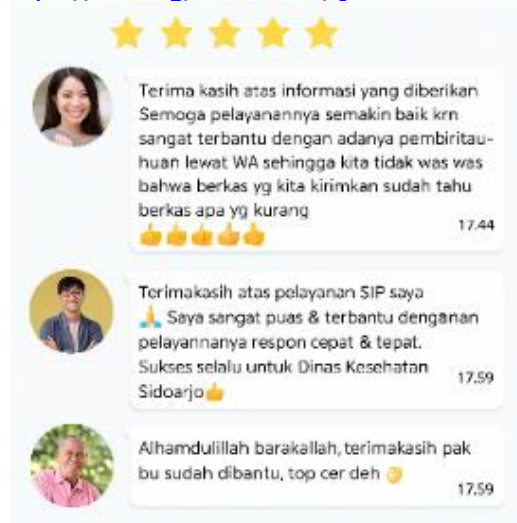 Terima kasih atas informasi yang diberikan
Semoga pelayanannya semakin baik krn
sangat terbantu dengan adanya pembiritau-
huan lewat WA sehingga kita tidak was was
bahwa berkas yg kita kirimkan sudah tahu
berkas apa yg kurang
👍👍👍👍👍
17.44
Terimakasih atas pelayanan SIP saya
🙏 Saya sangat puas & terbantu denganan
pelayannanya respon cepat & tepat.
Sukses selalu untuk Dinas Kesehatan
Sidoarjo👍
17.59
Alhamdulillah barakallah, terimakasih pak
bu sudah dibantu, top cer deh 👌
17.59